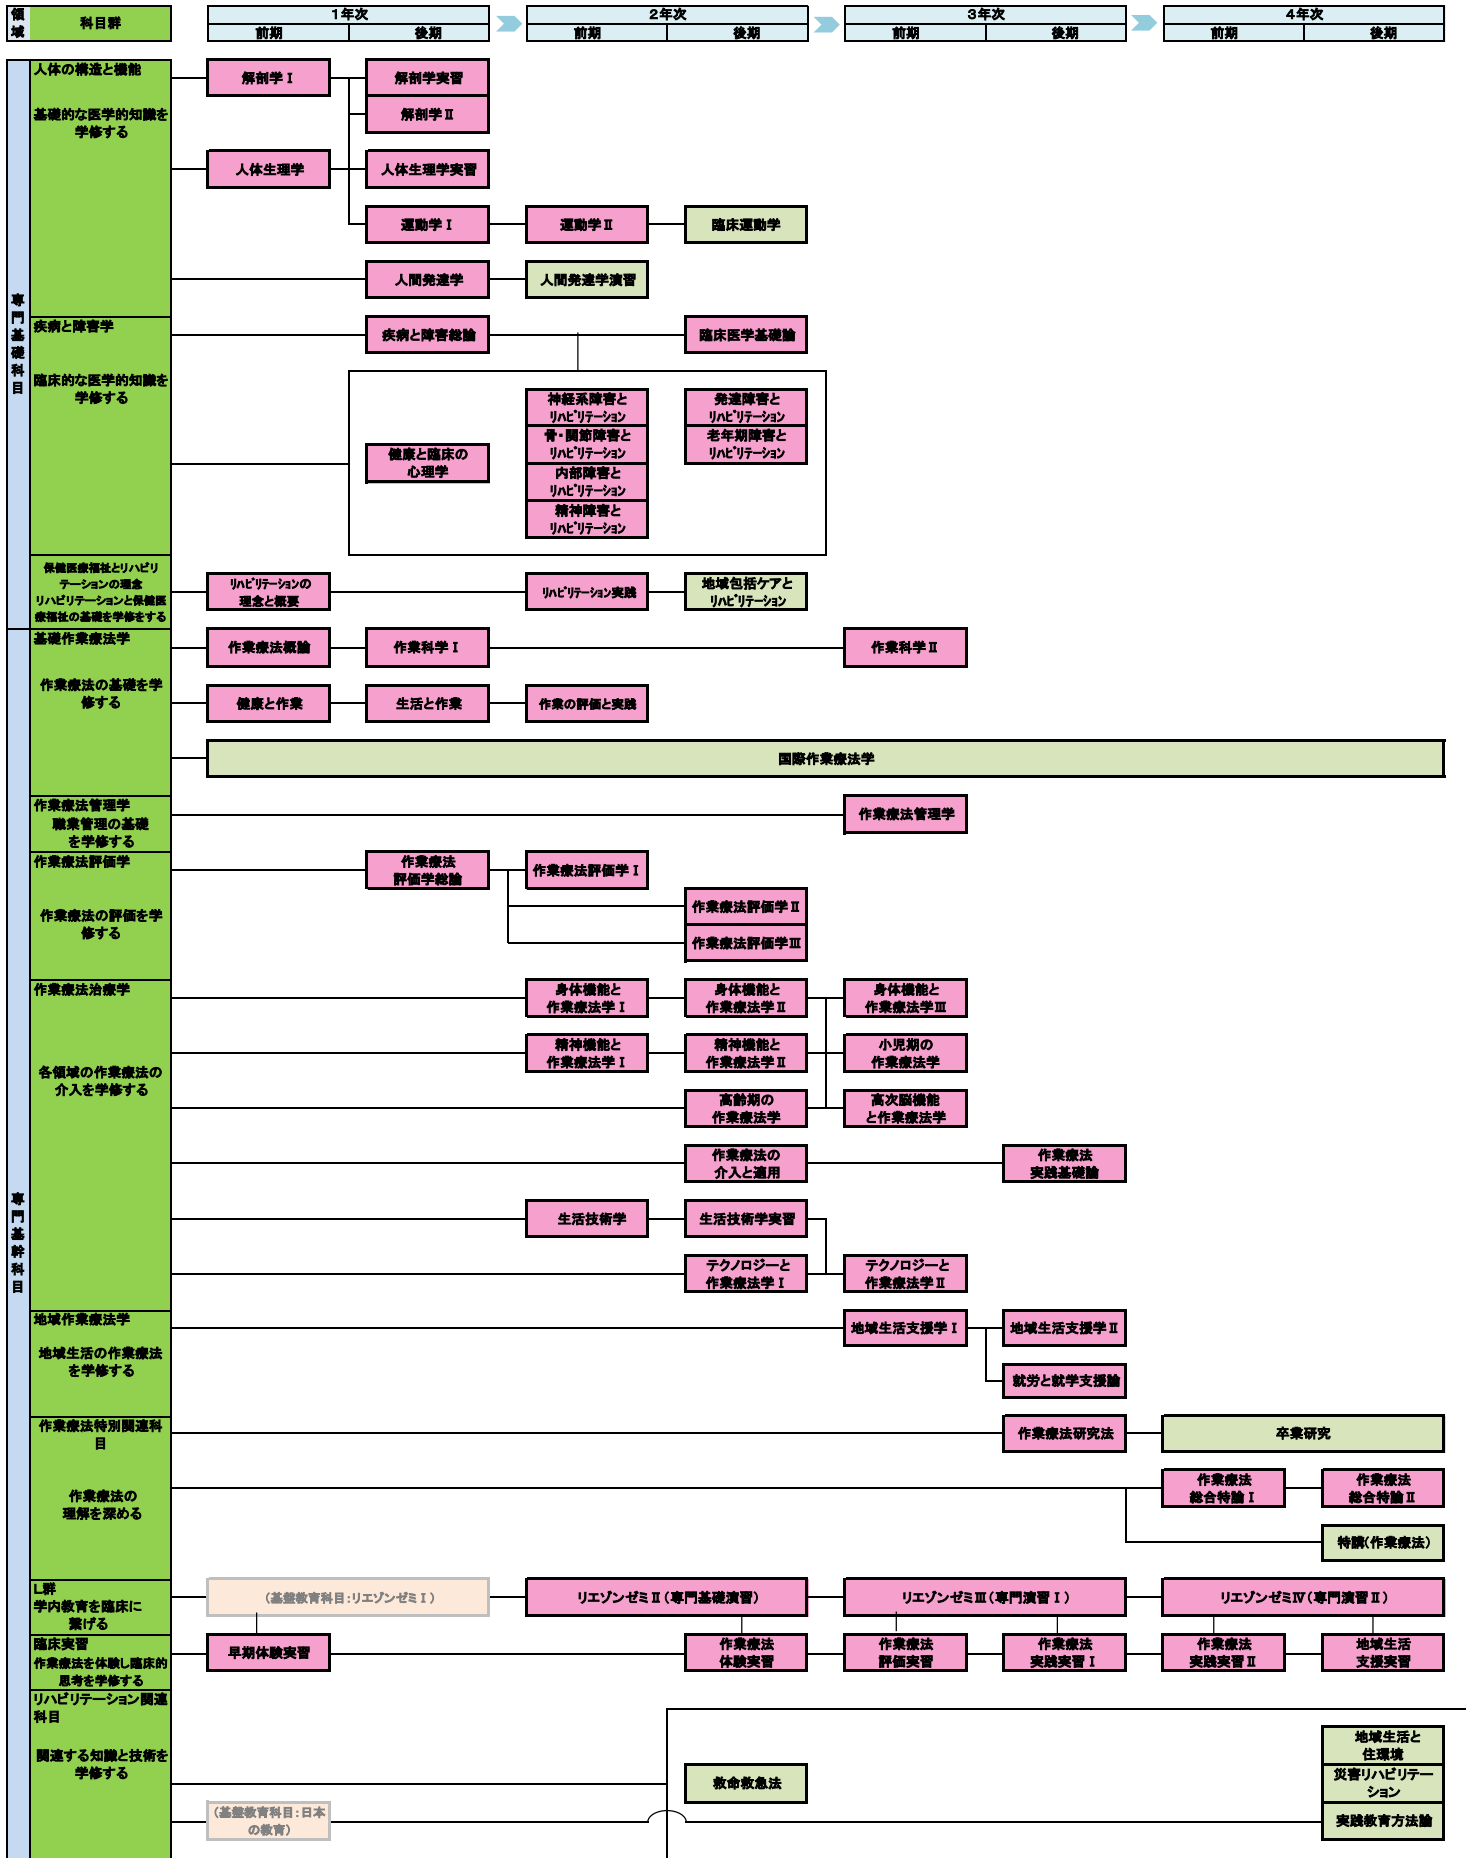 領域
科目群
1年次
2年次
3年次
4年次
前期
後期
前期
後期
前期
後期
前期
後期
専門基礎科目
人体の構造と機能
基礎的な医学的知識を
学修する
解剖学Ⅰ
解剖学実習
解剖学Ⅱ
人体生理学
人体生理学実習
運動学Ⅰ
運動学Ⅱ
臨床運動学
人間発達学
人間発達学演習
疾病と障害学
臨床的な医学的知識を
学修する
疾病と障害総論
臨床医学基礎論
健康と臨床の
心理学
神経系障害と
リハビリテーション
骨・関節障害と
リハビリテーション
内部障害と
リハビリテーション
精神障害と
リハビリテーション
発達障害と
リハビリテーション
老年期障害と
リハビリテーション
保健医療福祉とリハビリ
テーションの理念
リハビリテーションと保健医
療福祉の基礎を学修をする
リハビリテーションの
理念と概要
リハビリテーション実践
地域包括ケアと
リハビリテーション
専門基幹科目
基礎作業療法学
作業療法の基礎を学
修する
作業療法概論
作業科学Ⅰ
作業科学Ⅱ
健康と作業
生活と作業
作業の評価と実践
国際作業療法学
作業療法管理学
職業管理の基礎
を学修する
作業療法管理学
作業療法評価学
作業療法の評価を学
修する
作業療法
評価学総論
作業療法評価学Ⅰ
作業療法評価学Ⅱ
作業療法評価学Ⅲ
作業療法治療学
各領域の作業療法の
介入を学修する
身体機能と
作業療法学Ⅰ
身体機能と
作業療法学Ⅱ
身体機能と
作業療法学Ⅲ
精神機能と
作業療法学Ⅰ
精神機能と
作業療法学Ⅱ
小児期の
作業療法学
高齢期の
作業療法学
高次脳機能
と作業療法学
作業療法の
介入と適用
作業療法
実践基礎論
生活技術学
生活技術学実習
テクノロジーと
作業療法学Ⅰ
テクノロジーと
作業療法学Ⅱ
地域作業療法学
地域生活の作業療法
を学修する
地域生活支援学Ⅰ
地域生活支援学Ⅱ
就労と就学支援論
作業療法特別関連科
目
作業療法の
理解を深める
作業療法研究法
卒業研究
作業療法
総合特論Ⅰ
作業療法
総合特論Ⅱ
特講(作業療法)
L群
学内教育を臨床に
繋げる
(基盤教育科目:リエゾンゼミⅠ)
リエゾンゼミⅡ(専門基礎演習)
リエゾンゼミⅢ(専門演習Ⅰ)
リエゾンゼミⅣ(専門演習Ⅱ)
臨床実習
作業療法を体験し臨床的
思考を学修する
早期体験実習
作業療法
体験実習
作業療法
評価実習
作業療法
実践実習Ⅰ
作業療法
実践実習Ⅱ
地域生活
支援実習
リハビリテーション関連
科目
関連する知識と技術を
学修する
救命救急法
地域生活と
住環境
災害リハビリテー
ション
(基盤教育科目:日本
の教育)
実践教育方法論